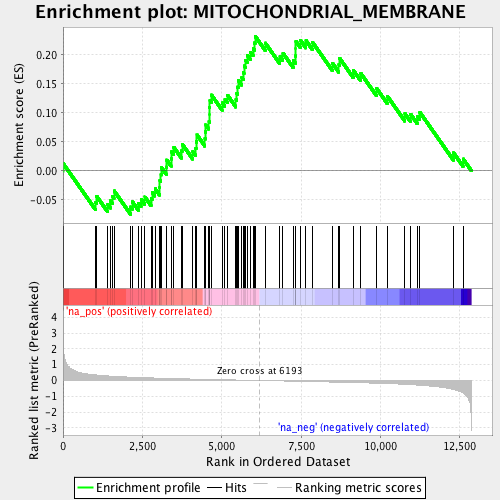 Enrichment plot: MITOCHONDRIAL_MEMBRANE
Enrichment score (ES)
0.20
0.15
0.10
0.05
0.00
-0.05
Ranked list metric (PreRanked)
'na_pos' (positively correlated)
4
3
2
1
0
-1
-2
-3
Zero cross at 6193
'na_neg' (negatively correlated)
0
2,500
5,000
7,500
10,000
12,500
Rank in Ordered Dataset
Enrichment profile
Hits
Ranking metric scores